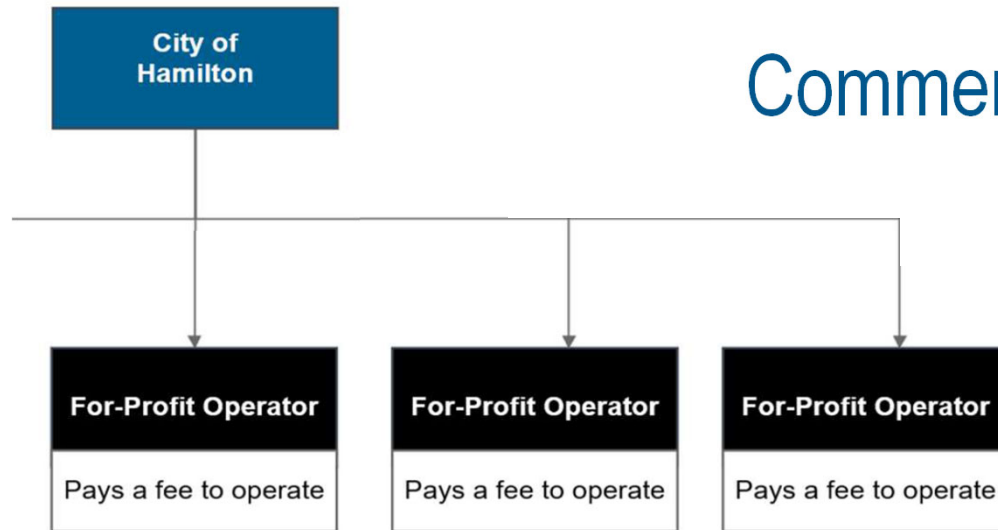 City of
Hamilton
For-Profit Operator
Pays a fee to operate
For-Profit Operator
Pays a fee to operate
For-Profit Operator
Pays a fee to operate